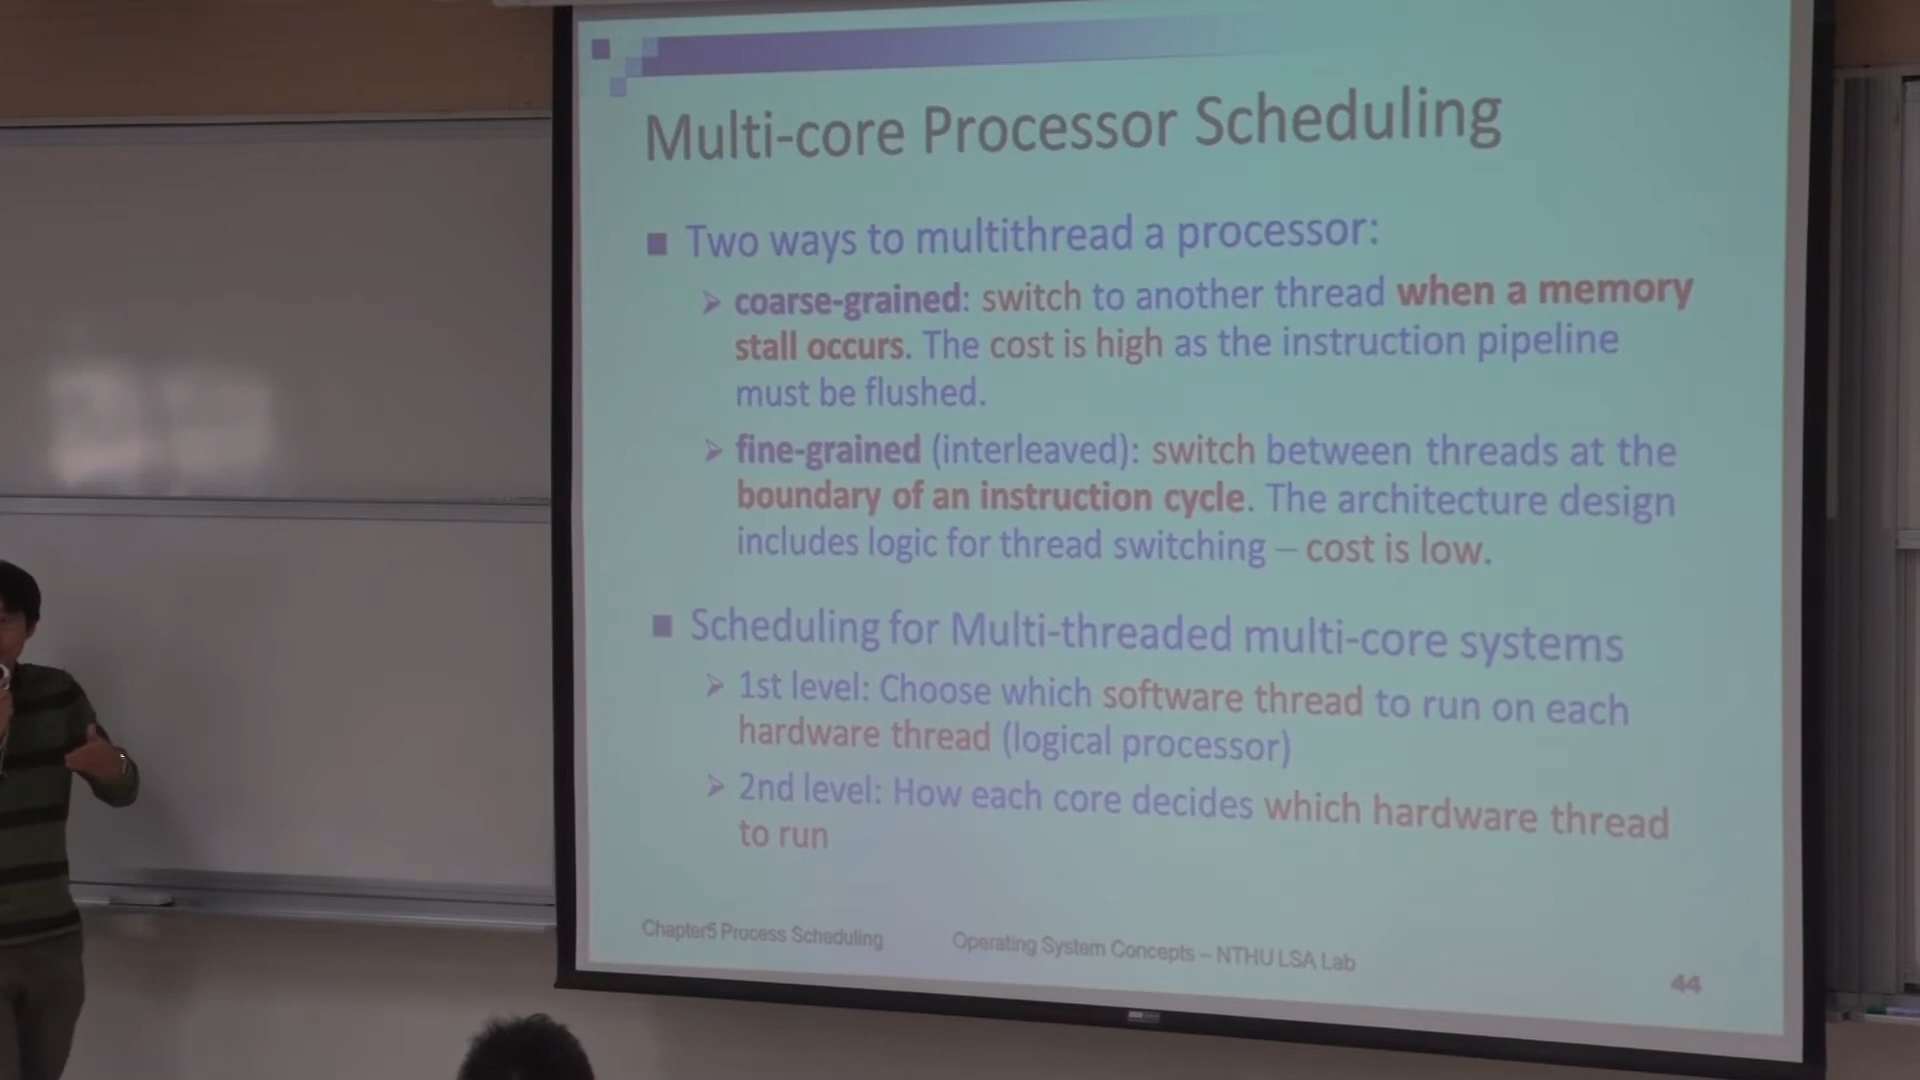 Multi-core Processor Scheduling
■ Two ways to multithread a processor:
➢ coarse-grained: switch to another thread when a memory
stall occurs. The cost is high as the instruction pipeline
must be flushed.
➢ fine-grained (interleaved): switch between threads at the
boundary of an instruction cycle. The architecture design
includes logic for thread switching – cost is low.
■ Scheduling for Multi-threaded multi-core systems
➢ 1st level: Choose which software thread to run on each
hardware thread (logical processor)
➢ 2nd level: How each core decides which hardware thread
to run
Chapter5 Process Scheduling
Operating System Concepts – NTHU LSA Lab
44